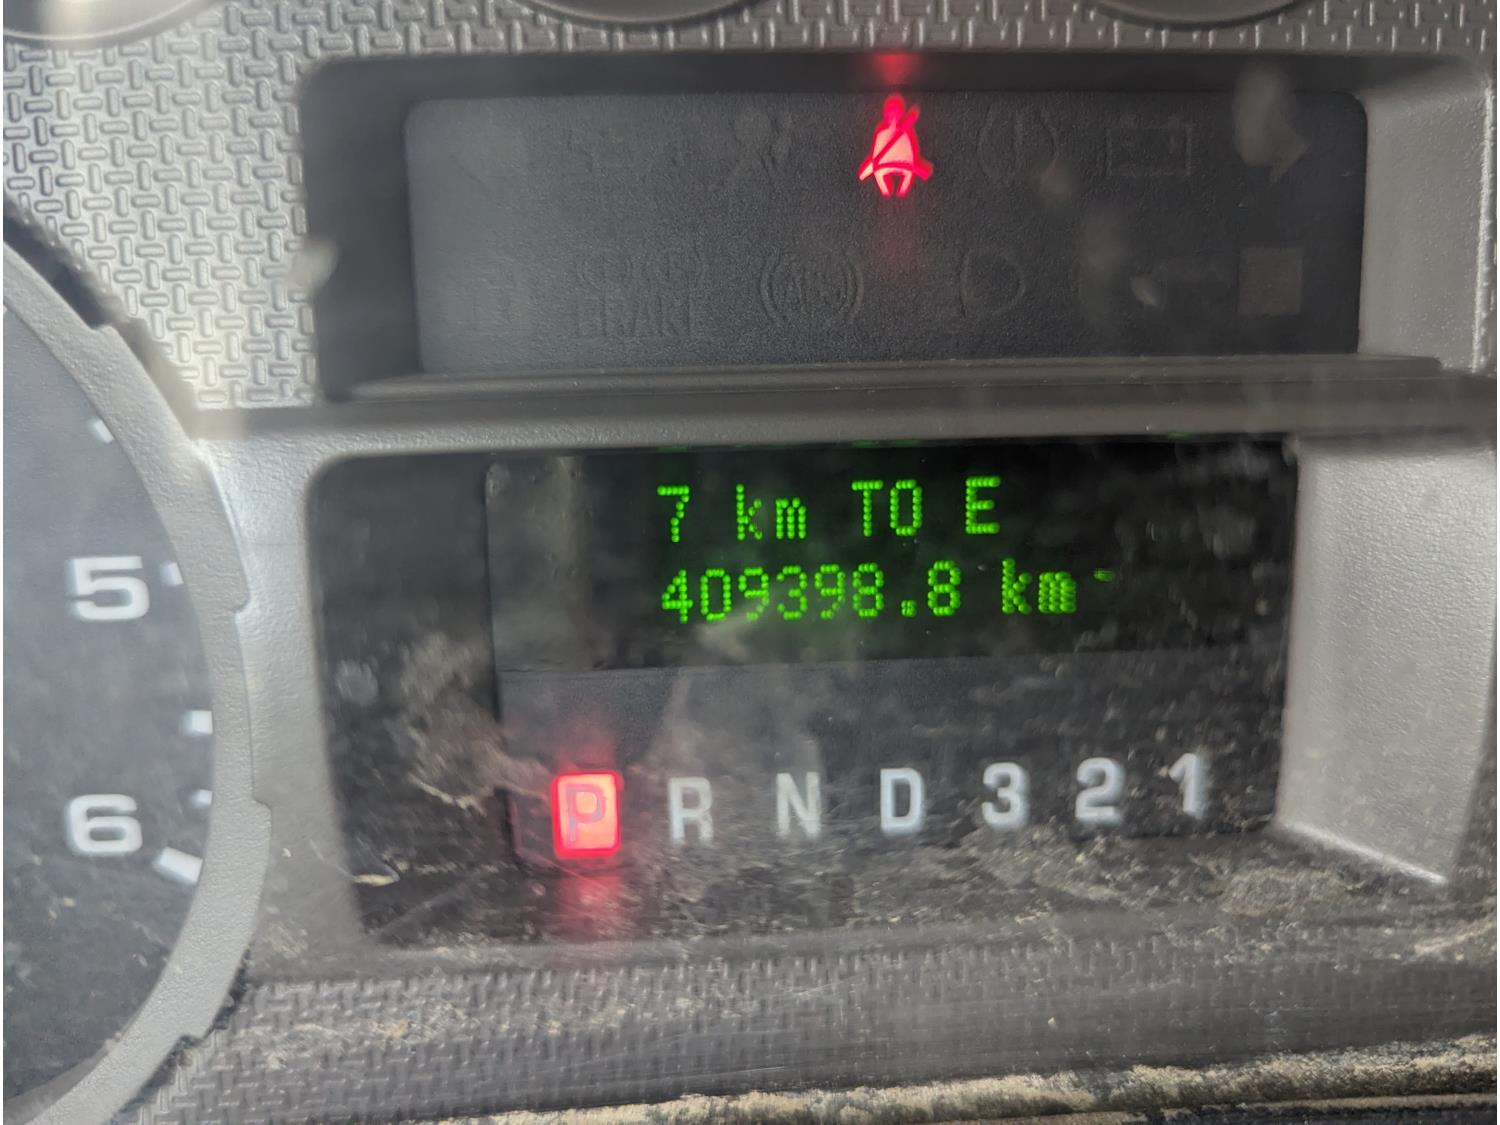 BRAKE
7 km TO E
409398.8 km
5
P R N D 3 2 1
6